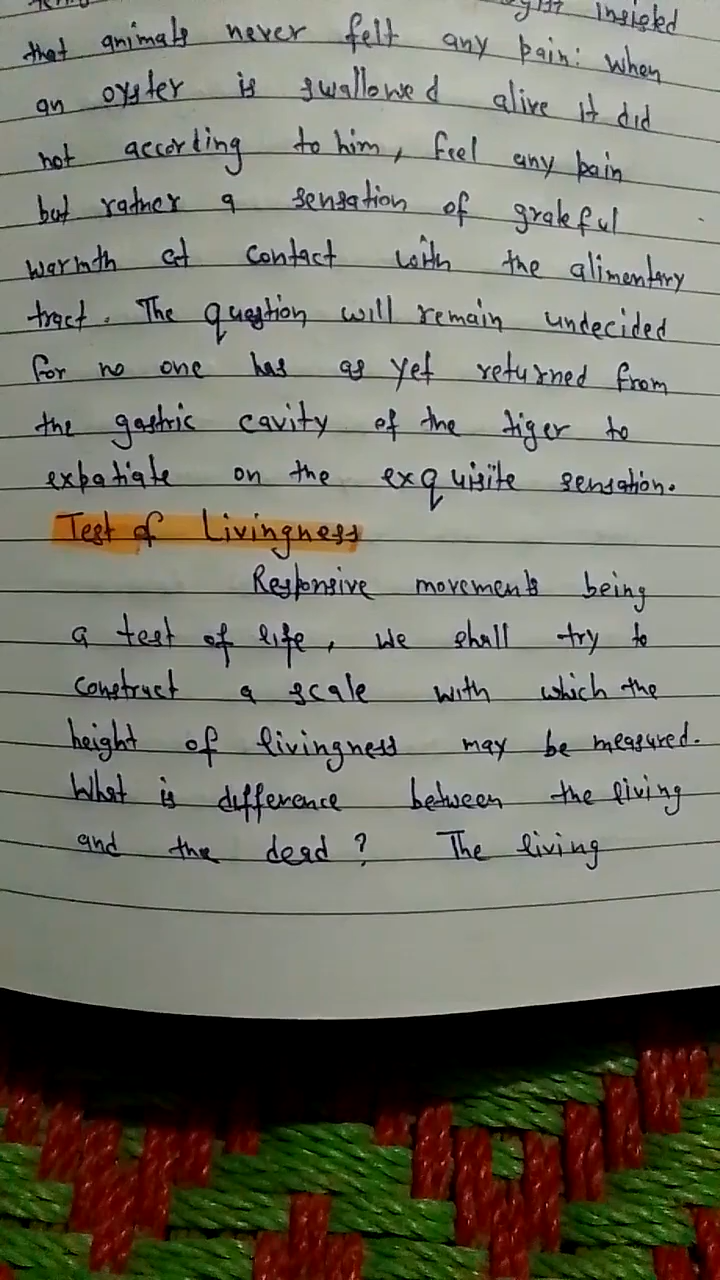 insisted
that animals never felt any pain: when
an oyster is swallowed alive it did
not according to him, feel any pain
but rather a sensation of grateful
warmth at contact with the alimentary
tract. The question will remain undecided
for no one has as yet returned from
the gastric cavity of the tiger to
expatiate on the exquisite sensation.
Test of Livingness
Responsive movements being
a test of life, we shall try to
construct a scale with which the
height of livingness may be measured.
What is difference between the living
and the dead? The living